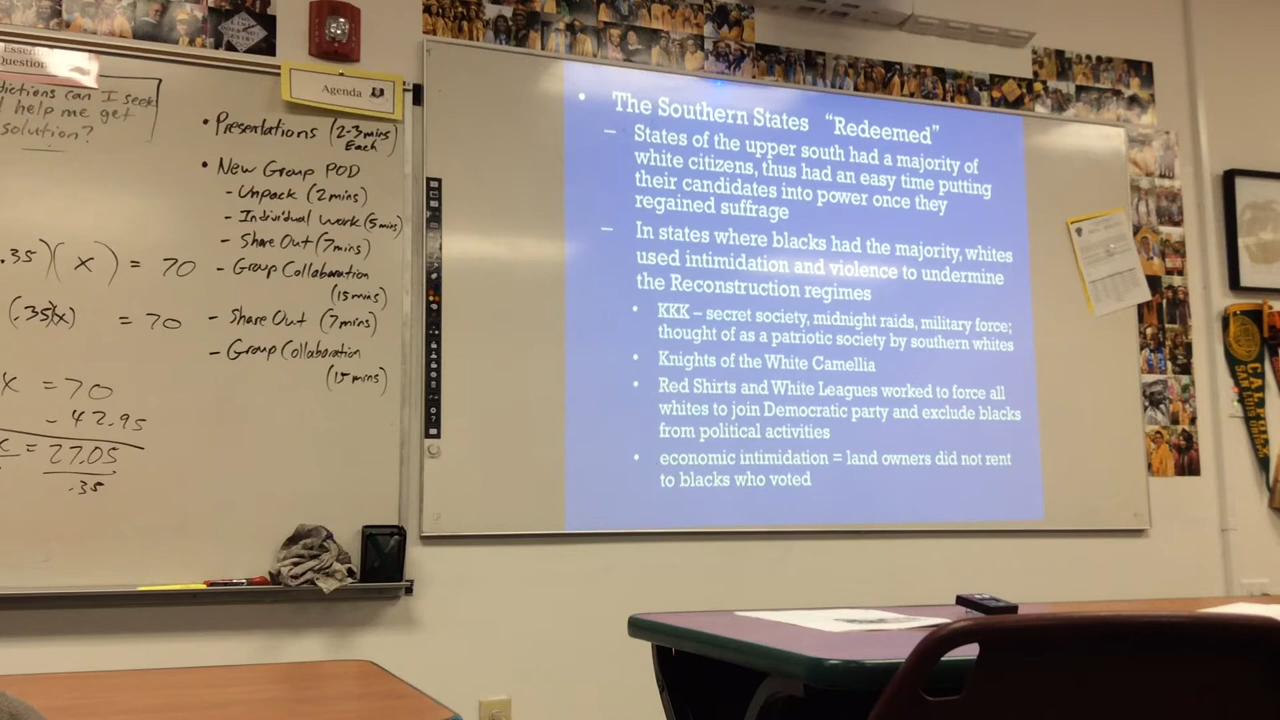 Essen
Question
dictions can I seek
help me get
solution?
.35)(x) = 70
(.35)(x) = 70
x = 70
- 42.95
= 27.05
.35
Agenda
• Presentations (2-3 mins Each)
• New Group POD
- Unpack (2 mins)
- Individual Work (5 mins)
- Share Out (7 mins)
- Group Collaboration
(15 mins)
- Share Out (7 mins)
- Group Collaboration
(15 mins)
• The Southern States "Redeemed"
– States of the upper south had a majority of
white citizens, thus had an easy time putting
their candidates into power once they
regained suffrage
– In states where blacks had the majority, whites
used intimidation and violence to undermine
the Reconstruction regimes
• KKK – secret society, midnight raids, military force;
thought of as a patriotic society by southern whites
• Knights of the White Camellia
• Red Shirts and White Leagues worked to force all
whites to join Democratic party and exclude blacks
from political activities
• economic intimidation = land owners did not rent
to blacks who voted
CAL POLY
SAN LUIS OBISPO